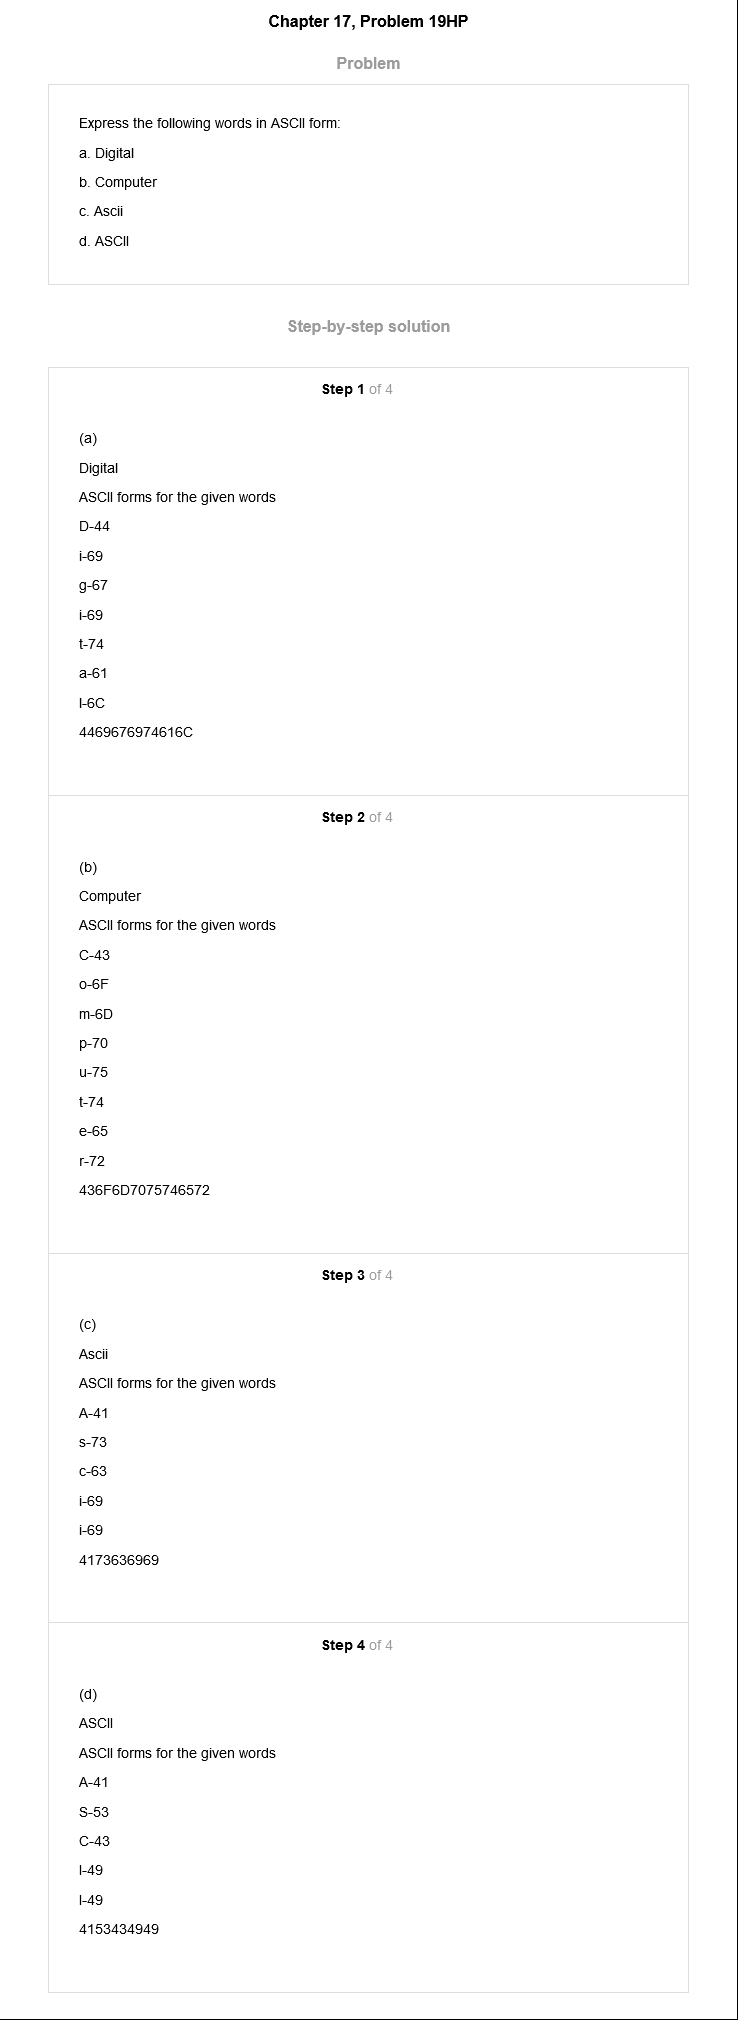 Chapter 17, Problem 19HP
Problem
Express the following words in ASCII form:
a. Digital
b. Computer
c. Ascii
d. ASCII
Step-by-step solution
Step 1 of 4
(a)
Digital
ASCII forms for the given words
D-44
i-69
g-67
i-69
t-74
a-61
l-6C
4469676974616C
Step 2 of 4
(b)
Computer
ASCII forms for the given words
C-43
o-6F
m-6D
p-70
u-75
t-74
e-65
r-72
436F6D7075746572
Step 3 of 4
(c)
Ascii
ASCII forms for the given words
A-41
s-73
c-63
i-69
i-69
4173636969
Step 4 of 4
(d)
ASCII
ASCII forms for the given words
A-41
S-53
C-43
I-49
I-49
4153434949